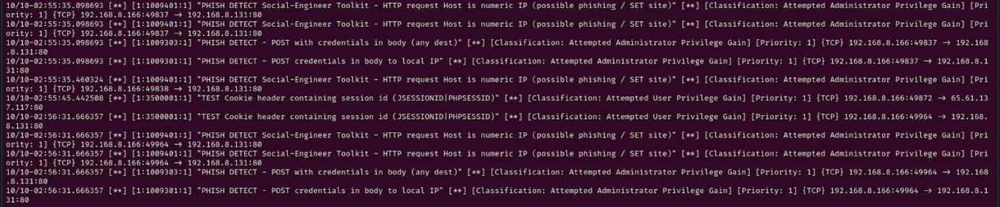 10/10-02:55:35.098693 [**] [1:1009401:1] "PHISH DETECT Social-Engineer Toolkit - HTTP request Host is numeric IP (possible phishing / SET site)" [**] [Classification: Attempted Administrator Privilege Gain] [Pri
ority: 1] {TCP} 192.168.8.166:49837 → 192.168.8.131:80
10/10-02:55:35.098693 [**] [1:1009401:1] "PHISH DETECT Social-Engineer Toolkit - HTTP request Host is numeric IP (possible phishing / SET site)" [**] [Classification: Attempted Administrator Privilege Gain] [Pri
ority: 1] {TCP} 192.168.8.166:49837 → 192.168.8.131:80
10/10-02:55:35.098693 [**] [1:1009303:1] "PHISH DETECT - POST with credentials in body (any dest)" [**] [Classification: Attempted Administrator Privilege Gain] [Priority: 1] {TCP} 192.168.8.166:49837 → 192.168
.8.131:80
10/10-02:55:35.098693 [**] [1:1009301:1] "PHISH DETECT - POST credentials in body to local IP" [**] [Classification: Attempted Administrator Privilege Gain] [Priority: 1] {TCP} 192.168.8.166:49837 → 192.168.8.1
31:80
10/10-02:55:35.460324 [**] [1:1009401:1] "PHISH DETECT Social-Engineer Toolkit - HTTP request Host is numeric IP (possible phishing / SET site)" [**] [Classification: Attempted Administrator Privilege Gain] [Pri
ority: 1] {TCP} 192.168.8.166:49838 → 192.168.8.131:80
10/10-02:55:45.442508 [**] [1:3500001:1] "TEST Cookie header containing session id (JSESSIONID|PHPSESSID)" [**] [Classification: Attempted User Privilege Gain] [Priority: 1] {TCP} 192.168.8.166:49872 → 65.61.13
7.117:80
10/10-02:56:31.666357 [**] [1:3500001:1] "TEST Cookie header containing session id (JSESSIONID|PHPSESSID)" [**] [Classification: Attempted User Privilege Gain] [Priority: 1] {TCP} 192.168.8.166:49964 → 192.168.
8.131:80
10/10-02:56:31.666357 [**] [1:1009401:1] "PHISH DETECT Social-Engineer Toolkit - HTTP request Host is numeric IP (possible phishing / SET site)" [**] [Classification: Attempted Administrator Privilege Gain] [Pri
ority: 1] {TCP} 192.168.8.166:49964 → 192.168.8.131:80
10/10-02:56:31.666357 [**] [1:1009401:1] "PHISH DETECT Social-Engineer Toolkit - HTTP request Host is numeric IP (possible phishing / SET site)" [**] [Classification: Attempted Administrator Privilege Gain] [Pri
ority: 1] {TCP} 192.168.8.166:49964 → 192.168.8.131:80
10/10-02:56:31.666357 [**] [1:1009303:1] "PHISH DETECT - POST with credentials in body (any dest)" [**] [Classification: Attempted Administrator Privilege Gain] [Priority: 1] {TCP} 192.168.8.166:49964 → 192.168
.8.131:80
10/10-02:56:31.666357 [**] [1:1009301:1] "PHISH DETECT - POST credentials in body to local IP" [**] [Classification: Attempted Administrator Privilege Gain] [Priority: 1] {TCP} 192.168.8.166:49964 → 192.168.8.1
31:80